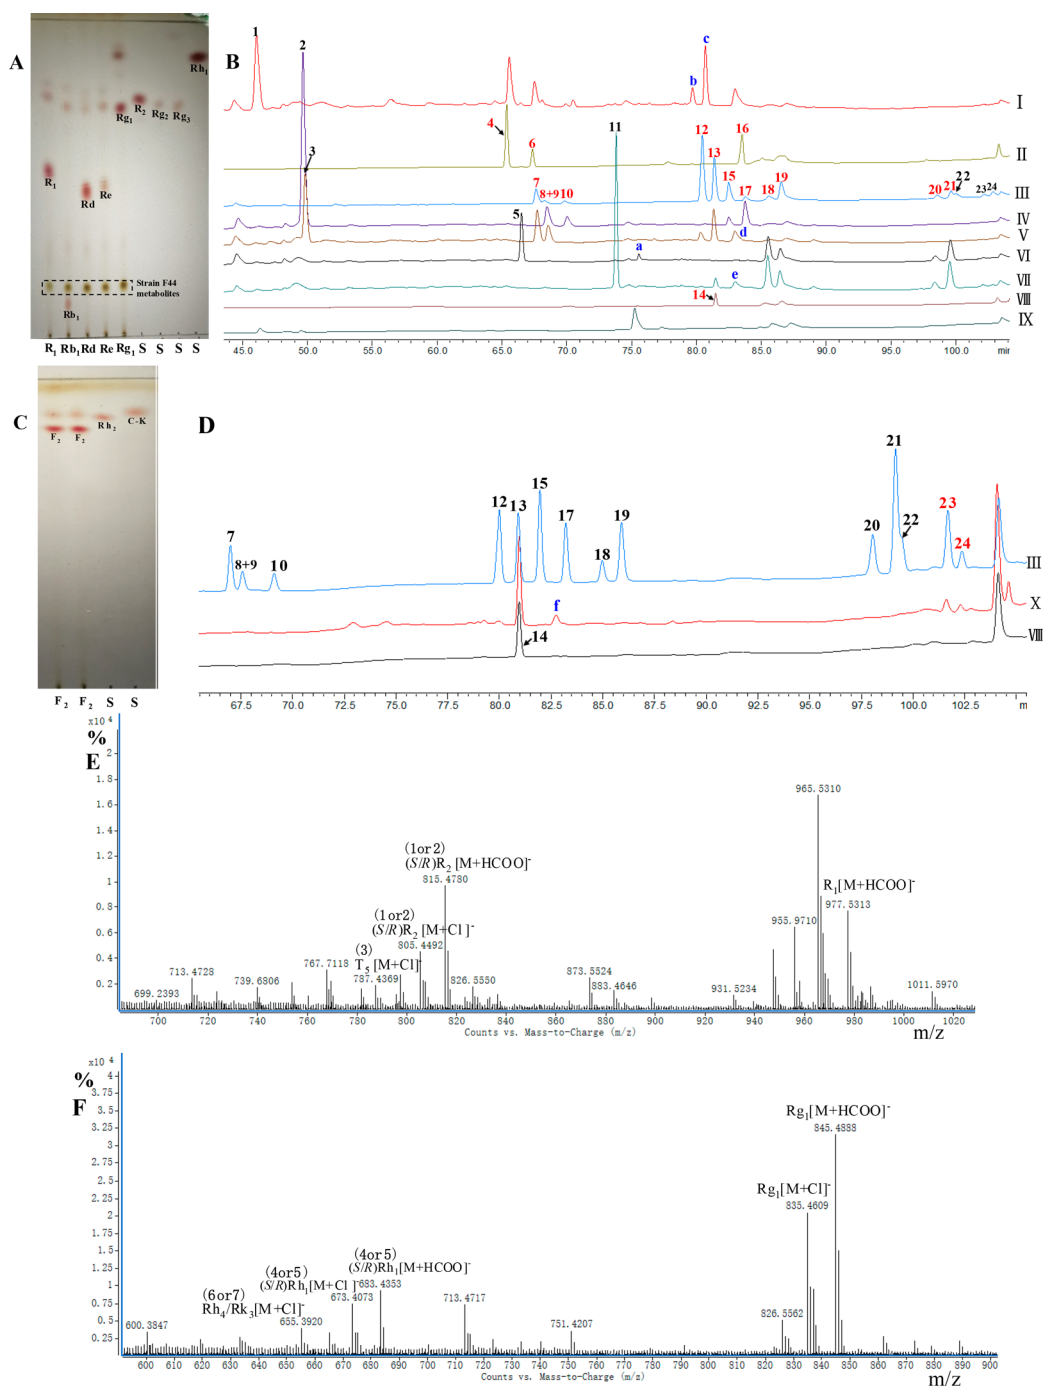 A
Rh1
R2 Rg2 Rg3
Rg1
R1
Rd Re
Strain F44
metabolites
Rb1
R1 Rb1 Rd Re Rg1 S S S S
B
1 2 3 4 5 6 7 8+9 10 11 12 13 14 15 16 17 18 19 20 21 22 23 24
a b c d e
I
II
III
IV
V
VI
VII
VIII
IX
45.0 50.0 55.0 60.0 65.0 70.0 75.0 80.0 85.0 90.0 95.0 100.0 min
C
F2 F2 Rh2 C-K
F2 F2 S S
D
7 8+9 10 12 13 15 17 18 19 20 21 22 23 24
f
14
III
X
VIII
67.5 70.0 72.5 75.0 77.5 80.0 82.5 85.0 87.5 90.0 92.5 95.0 97.5 100.0 102.5 m
x10 4
%
E
2
1.8
1.6
1.4
1.2
1
0.8
0.6
0.4
0.2
965.5310
(1or2)
(S/R)R2 [M+HCOO]-
815.4780
R1[M+HCOO]-
977.5313
(1or2)
(S/R)R2 [M+Cl ]-
805.4492
955.9710
(3)
T5 [M+Cl]-
787.4369
767.7118
713.4728
739.6806
826.5550
873.5524
883.4646
699.2393
931.5234
1011.5970
700 720 740 760 780 800 820 840 860 880 900 920 940 960 980 1000 1020
Counts vs. Mass-to-Charge (m/z)
m/z
x10 4
%
F
4
3.75
3.5
3.25
3
2.75
2.5
2.25
2
1.75
1.5
1.25
1
0.75
0.5
0.25
Rg1[M+HCOO]-
845.4888
Rg1[M+Cl]-
835.4609
(4or5)
(S/R)Rh1[M+HCOO]-
683.4353
(4or5)
(S/R)Rh1[M+Cl ]-
673.4073
(6or7)
Rh4/Rk3[M+Cl]-
655.3920
600.3847
713.4717
751.4207
826.5562
600 610 620 630 640 650 660 670 680 690 700 710 720 730 740 750 760 770 780 790 800 810 820 830 840 850 860 870 880 890 900
Counts vs. Mass-to-Charge (m/z)
m/z